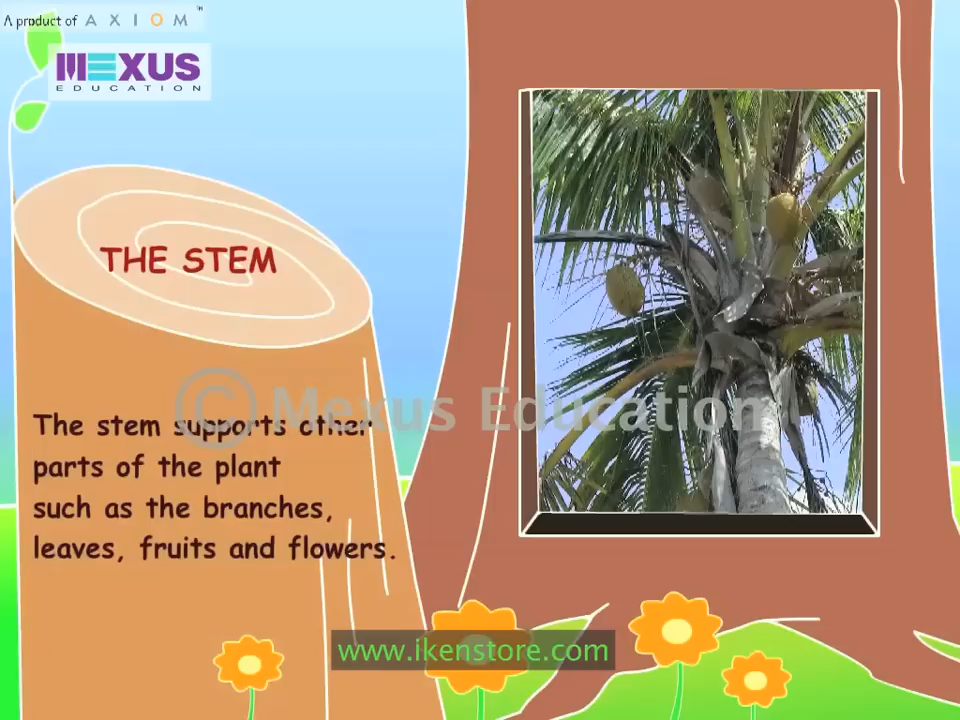 A product of AXIOM™
MEXUS
EDUCATION
THE STEM
The stem supports other
parts of the plant
such as the branches,
leaves, fruits and flowers.
© Mexus Education
www.ikenstore.com